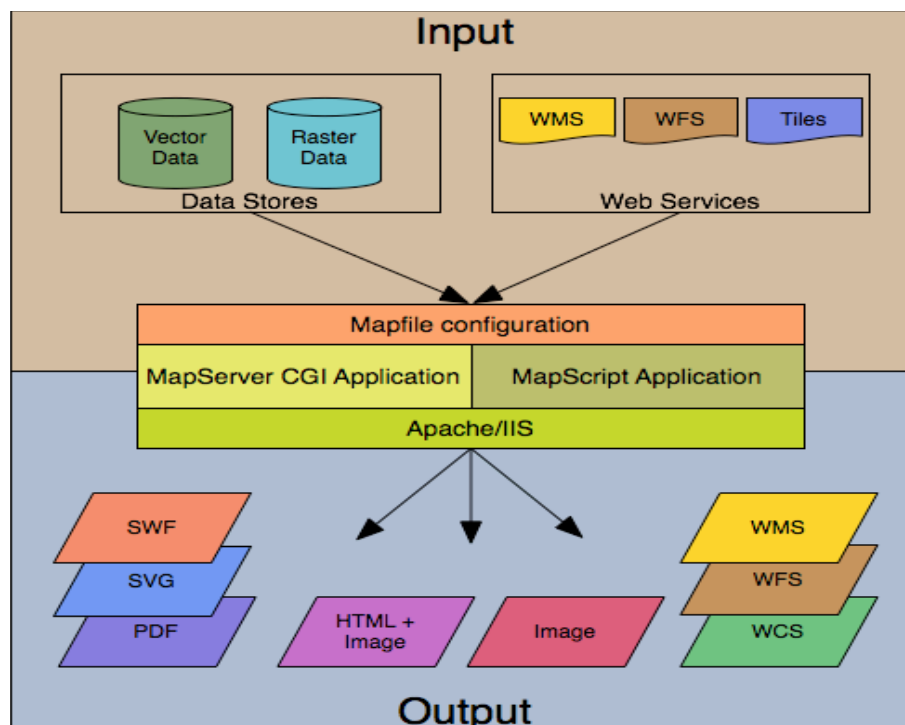 Input
Vector
Data
Raster
Data
Data Stores
WMS
WFS
Tiles
Web Services
Mapfile configuration
MapServer CGI Application
MapScript Application
Apache/IIS
SWF
SVG
PDF
HTML +
Image
Image
WMS
WFS
WCS
Output